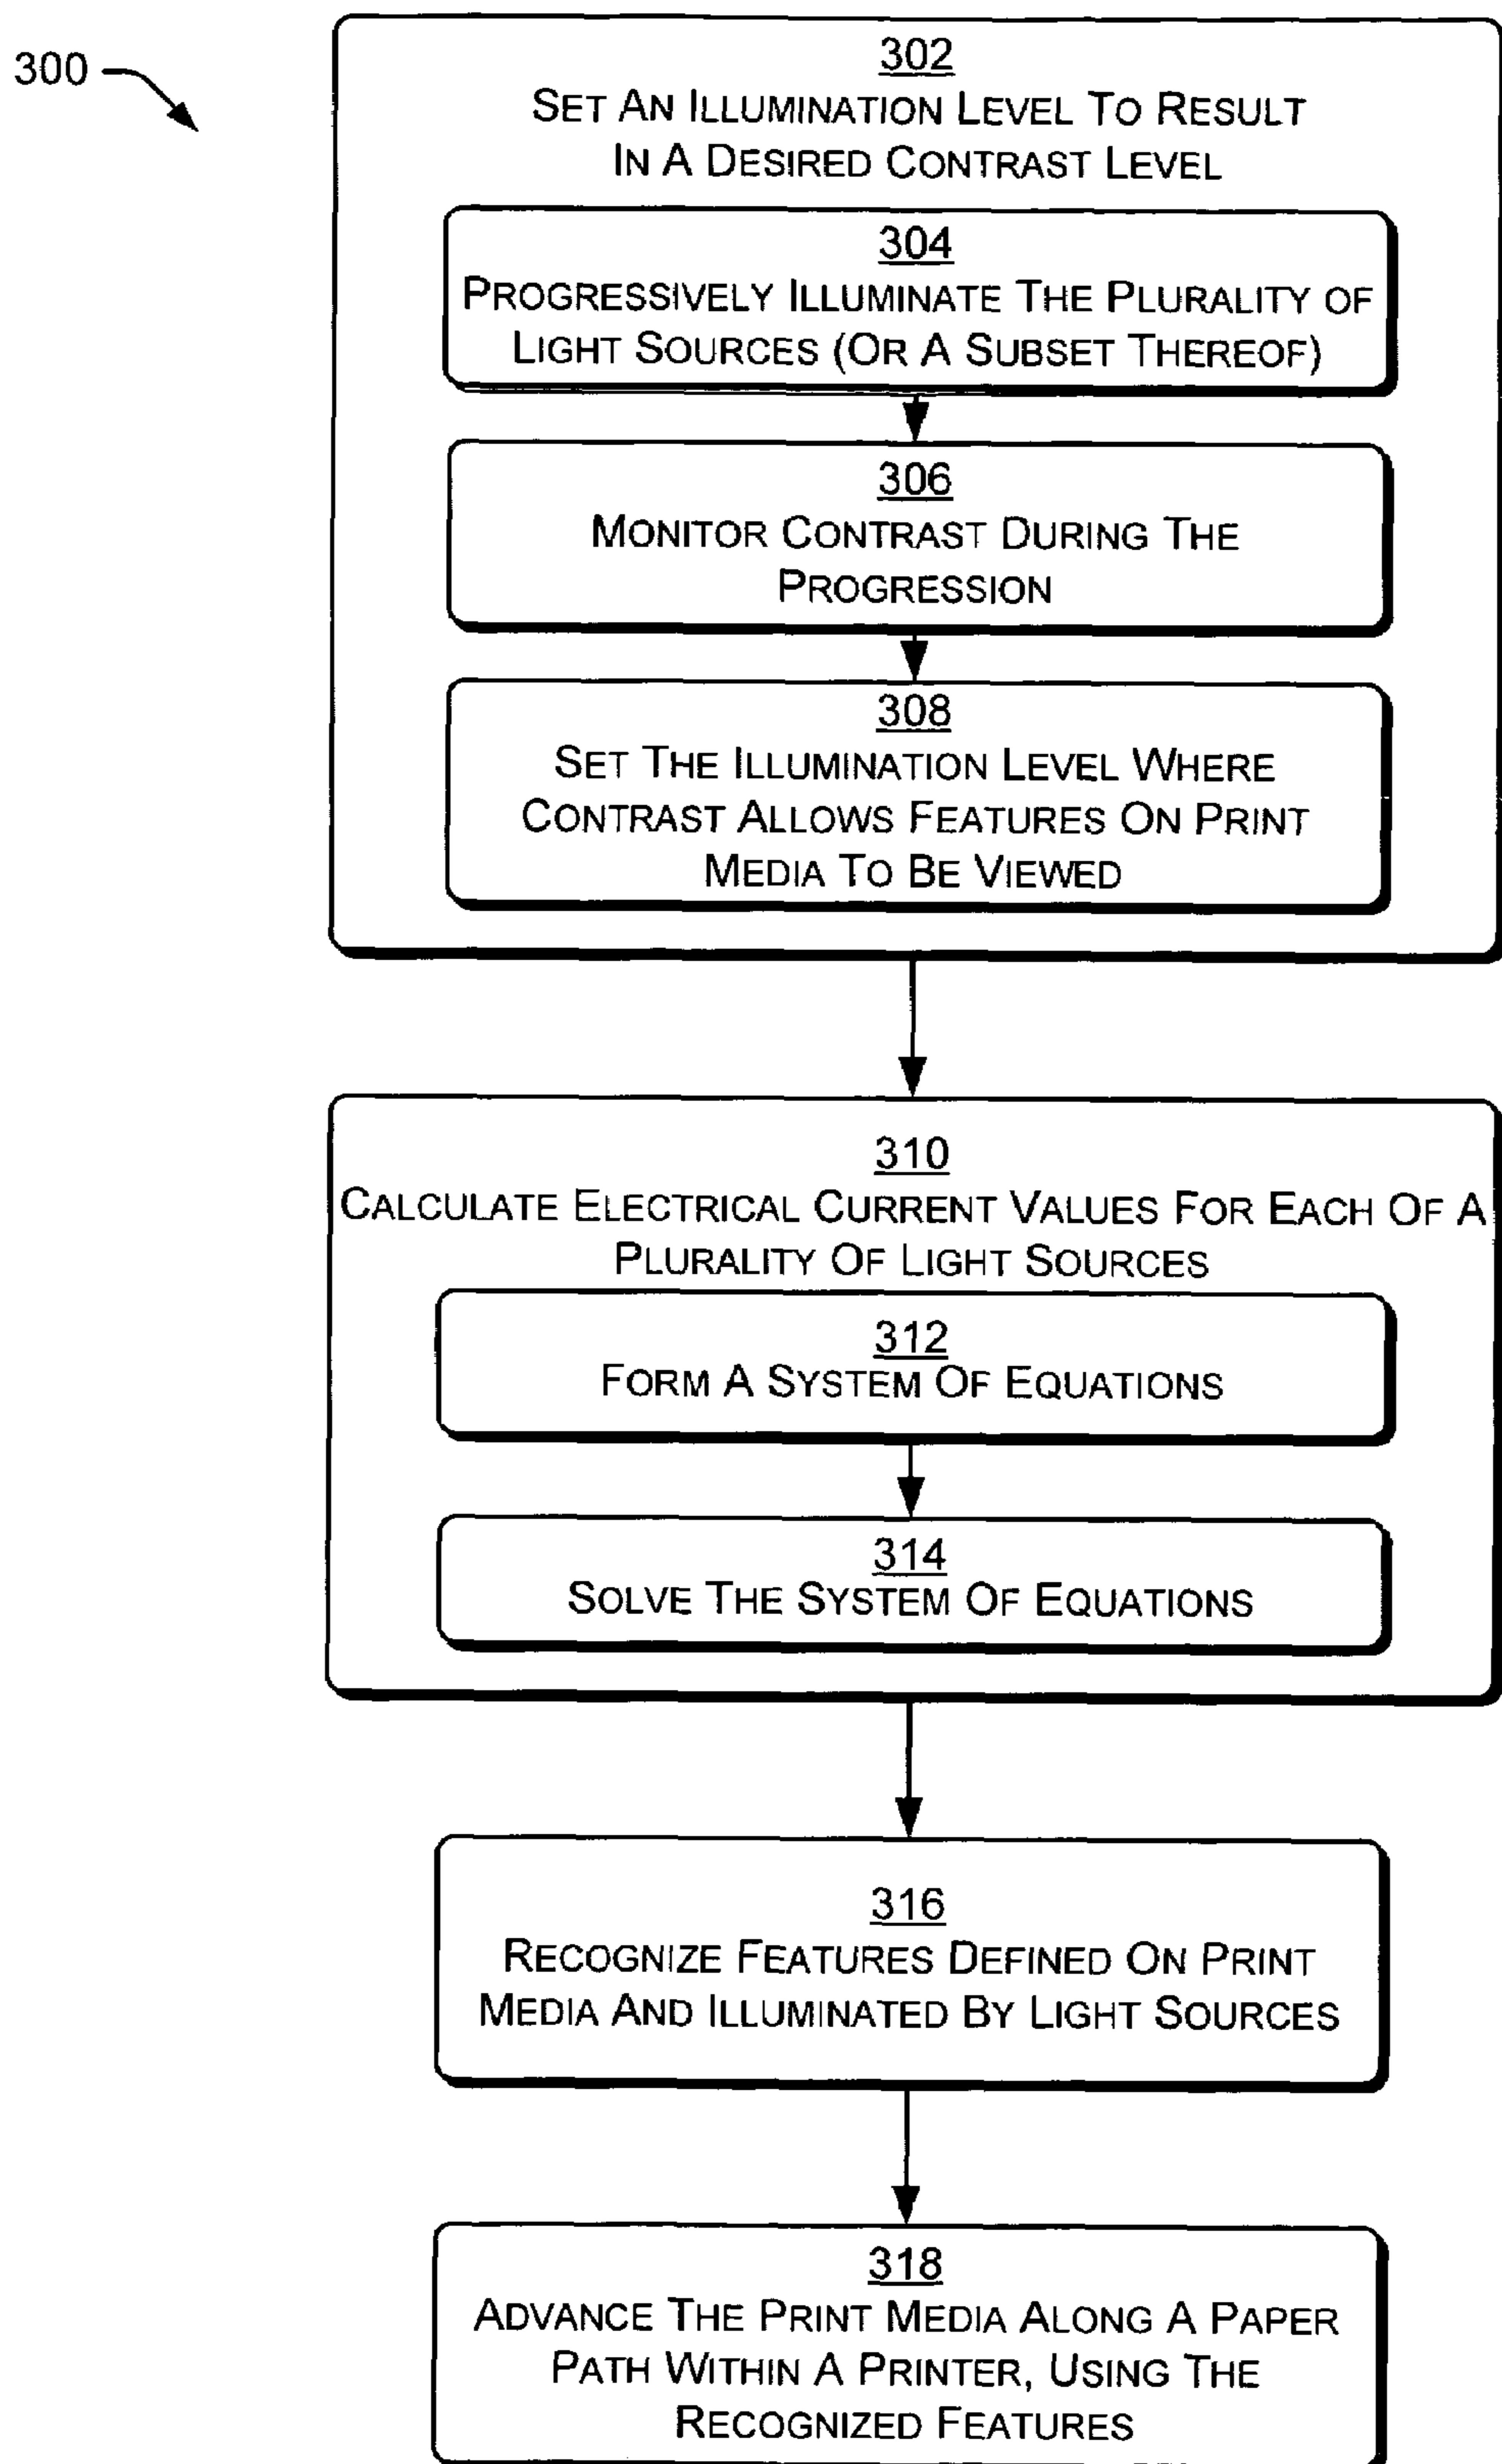 300
302
SET AN ILLUMINATION LEVEL TO RESULT
IN A DESIRED CONTRAST LEVEL
304
PROGRESSIVELY ILLUMINATE THE PLURALITY OF
LIGHT SOURCES (OR A SUBSET THEREOF)
306
MONITOR CONTRAST DURING THE
PROGRESSION
308
SET THE ILLUMINATION LEVEL WHERE
CONTRAST ALLOWS FEATURES ON PRINT
MEDIA TO BE VIEWED
310
CALCULATE ELECTRICAL CURRENT VALUES FOR EACH OF A
PLURALITY OF LIGHT SOURCES
312
FORM A SYSTEM OF EQUATIONS
314
SOLVE THE SYSTEM OF EQUATIONS
316
RECOGNIZE FEATURES DEFINED ON PRINT
MEDIA AND ILLUMINATED BY LIGHT SOURCES
318
ADVANCE THE PRINT MEDIA ALONG A PAPER
PATH WITHIN A PRINTER, USING THE
RECOGNIZED FEATURES